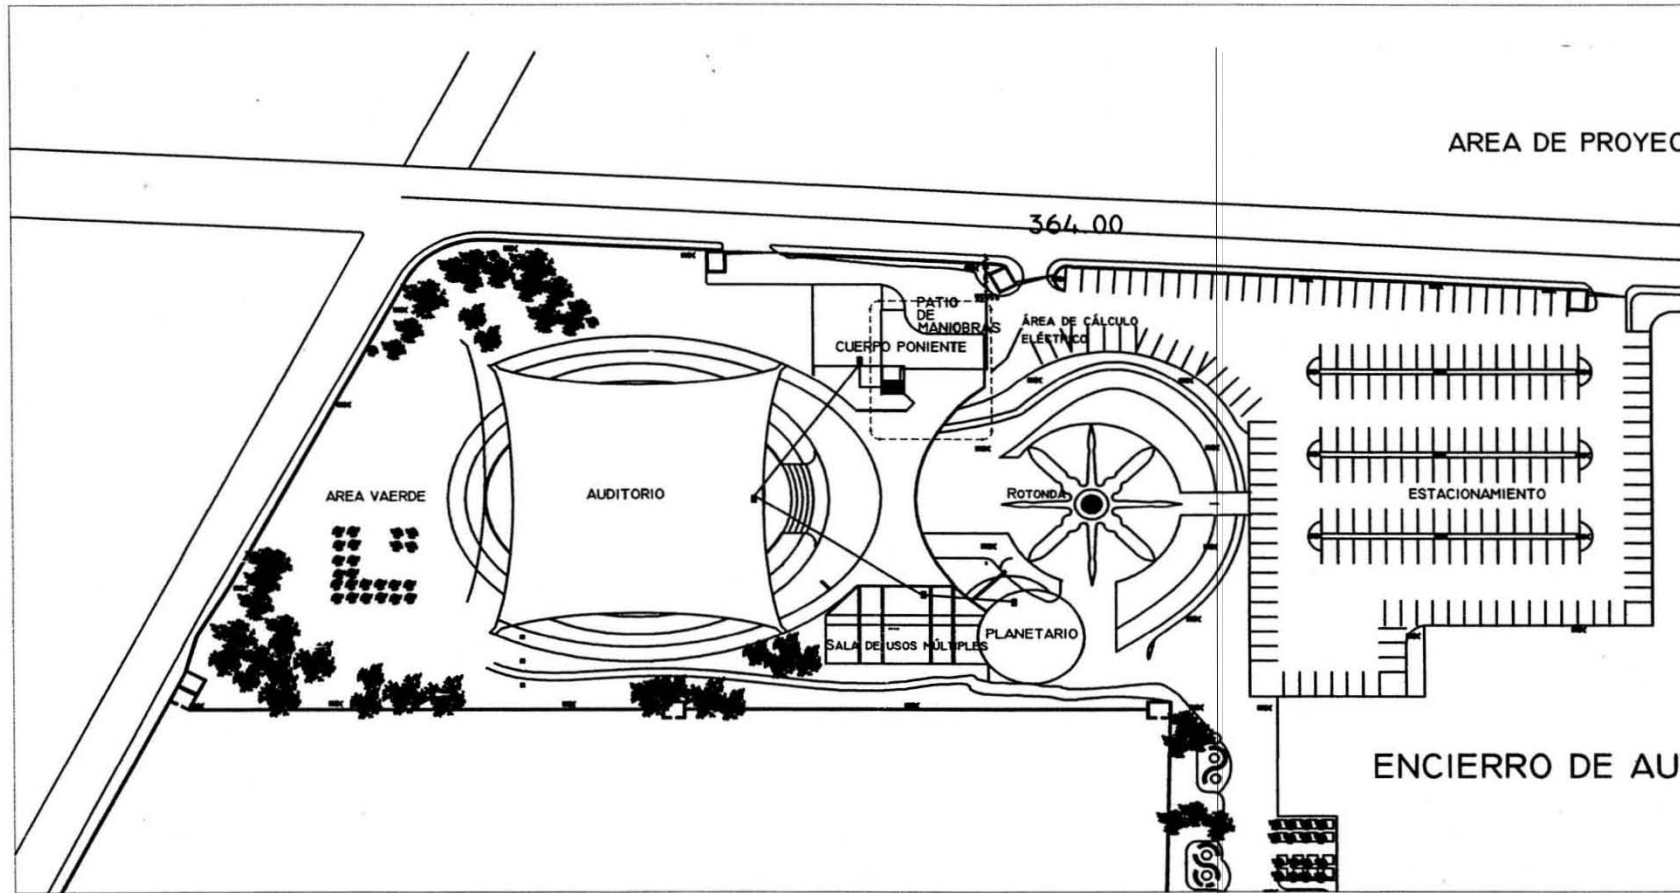 AREA DE PROYEC
364.00
PATIO
DE
MANIOBRAS
ÁREA DE CÁLCULO
ELÉCTRICO
CUERPO PONIENTE
AREA VAERDE
AUDITORIO
ROTONDA
ESTACIONAMIENTO
PLANETARIO
SALA DE USOS MÚLTIPLES
ENCIERRO DE AU